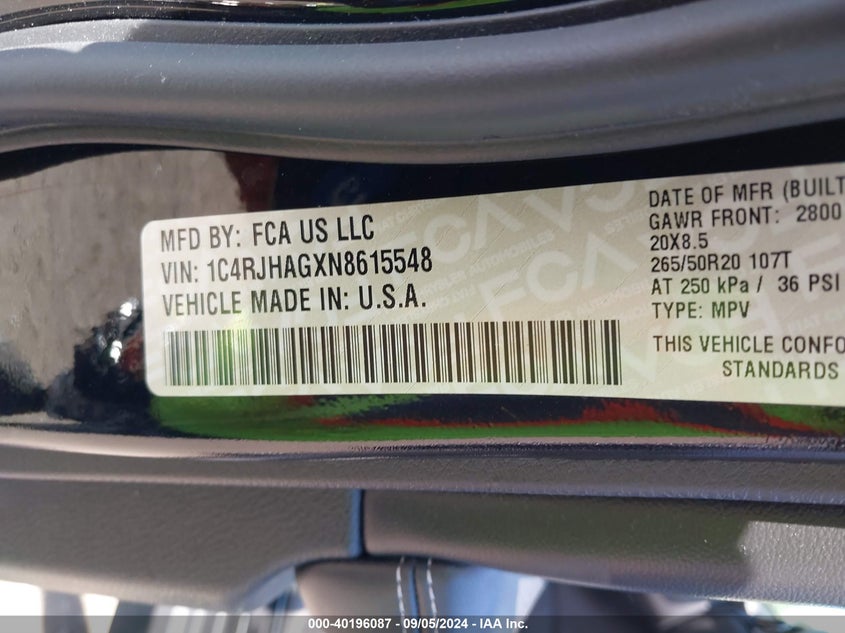 MFD BY: FCA US LLC
VIN: 1C4RJHAGXN8615548
VEHICLE MADE IN: U.S.A.
DATE OF MFR (BUILT
GAWR FRONT: 2800
20X8.5
265/50R20 107T
AT 250 kPa / 36 PSI
TYPE: MPV
THIS VEHICLE CONFO
STANDARDS
000-40196087 - 09/05/2024 - IAA Inc.